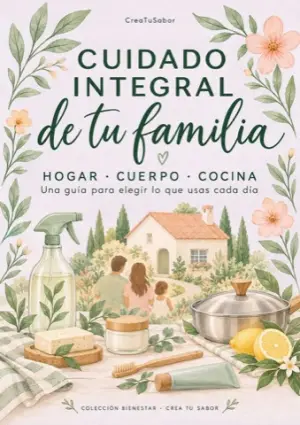 CreaTuSabor
CUIDADO
INTEGRAL
de tu familia
HOGAR · CUERPO · COCINA
Una guía para elegir lo que usas cada día
COLECCIÓN BIENESTAR · CREA TU SABOR